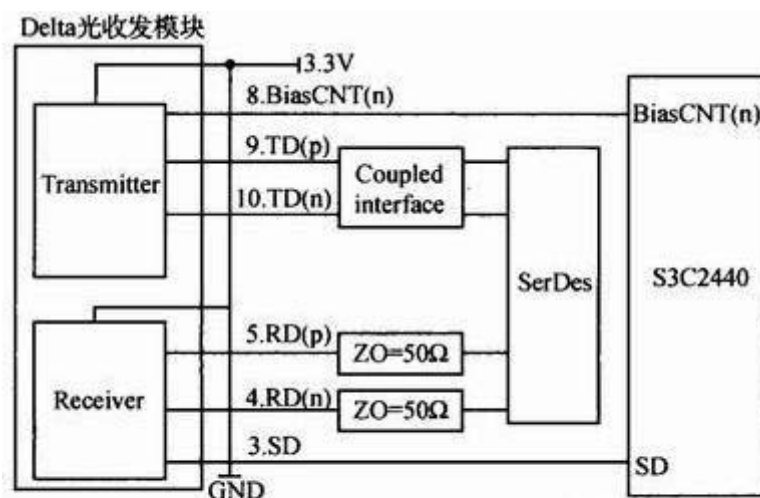 Delta光收发模块
3.3V
8.BiasCNT(n)
BiasCNT(n)
9.TD(p)
Transmitter
Coupled
interface
10.TD(n)
SerDes
S3C2440
5.RD(p)
ZO=50Ω
Receiver
4.RD(n)
ZO=50Ω
3.SD
SD
GND